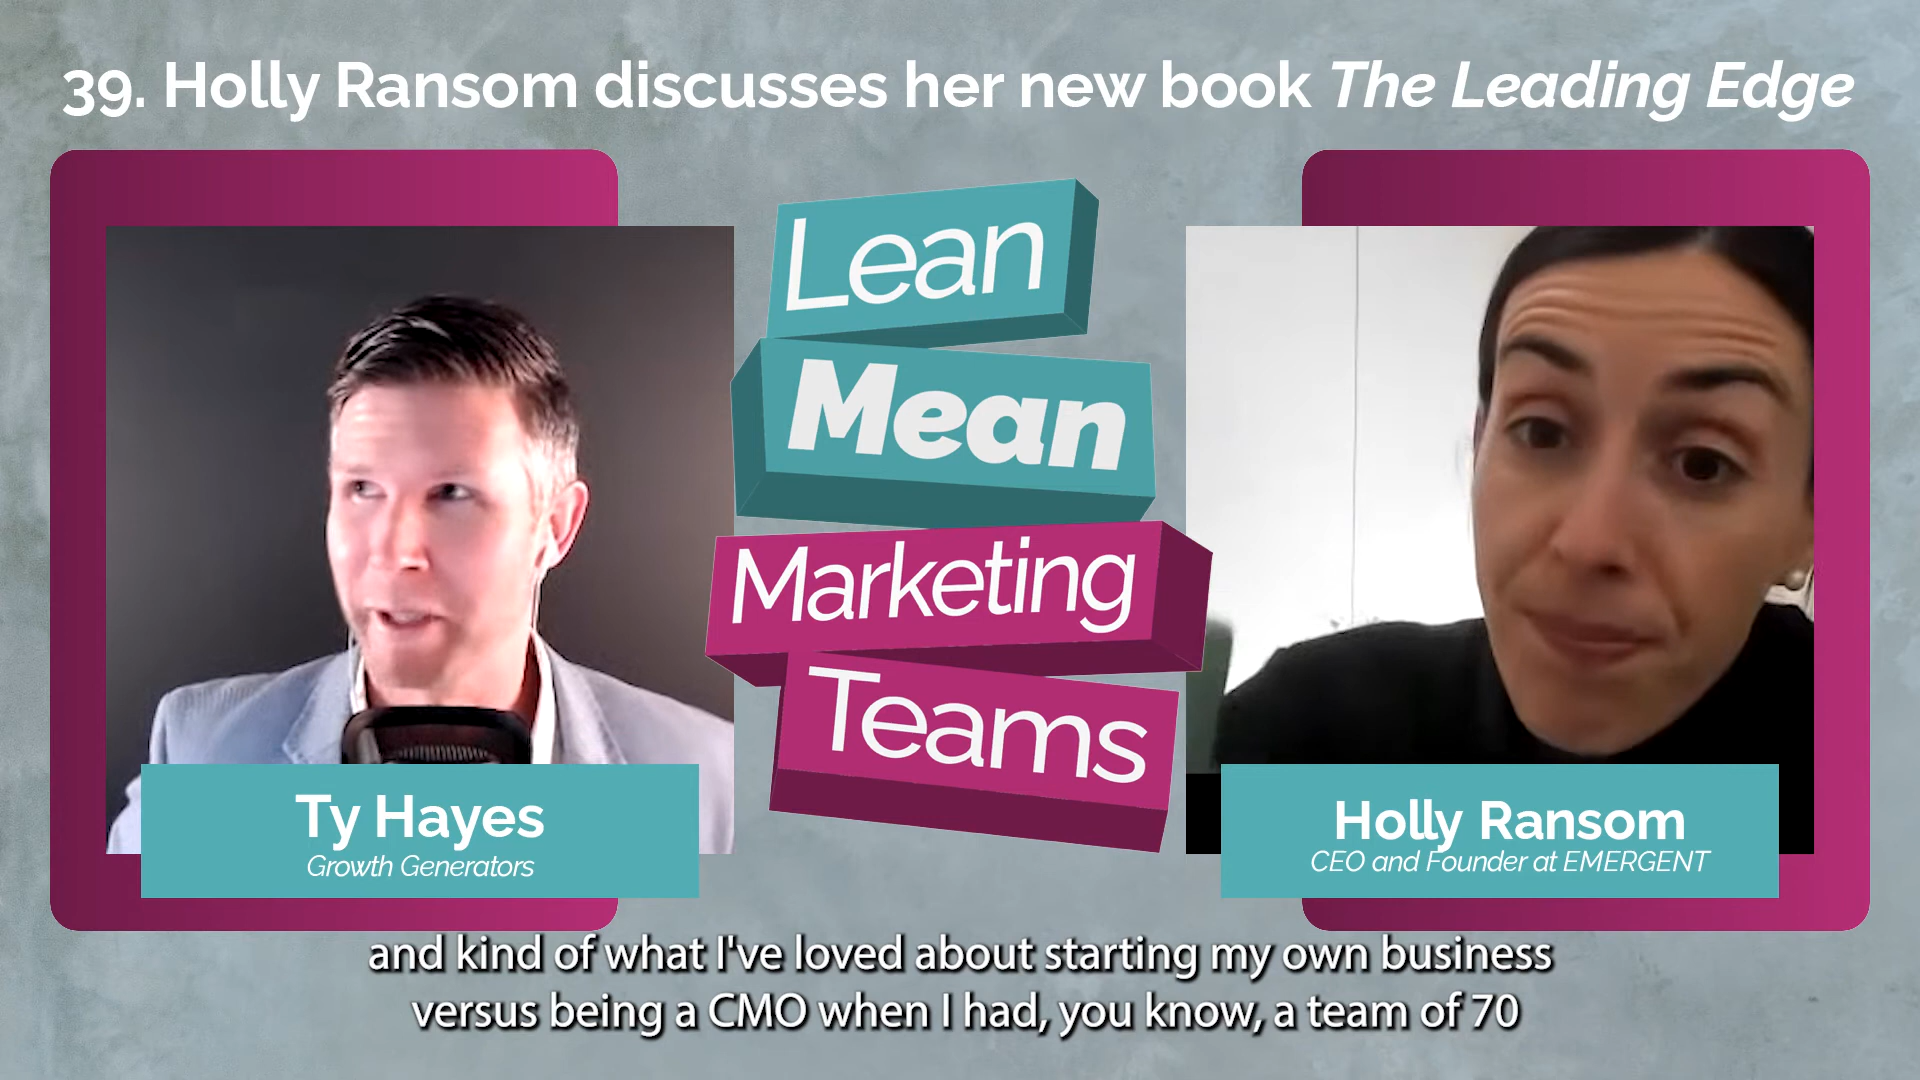 39. Holly Ransom discusses her new book The Leading Edge
Lean
Mean
Marketing
Teams
Ty Hayes
Growth Generators
Holly Ransom
CEO and Founder at EMERGENT
and kind of what I've loved about starting my own business
versus being a CMO when I had, you know, a team of 70